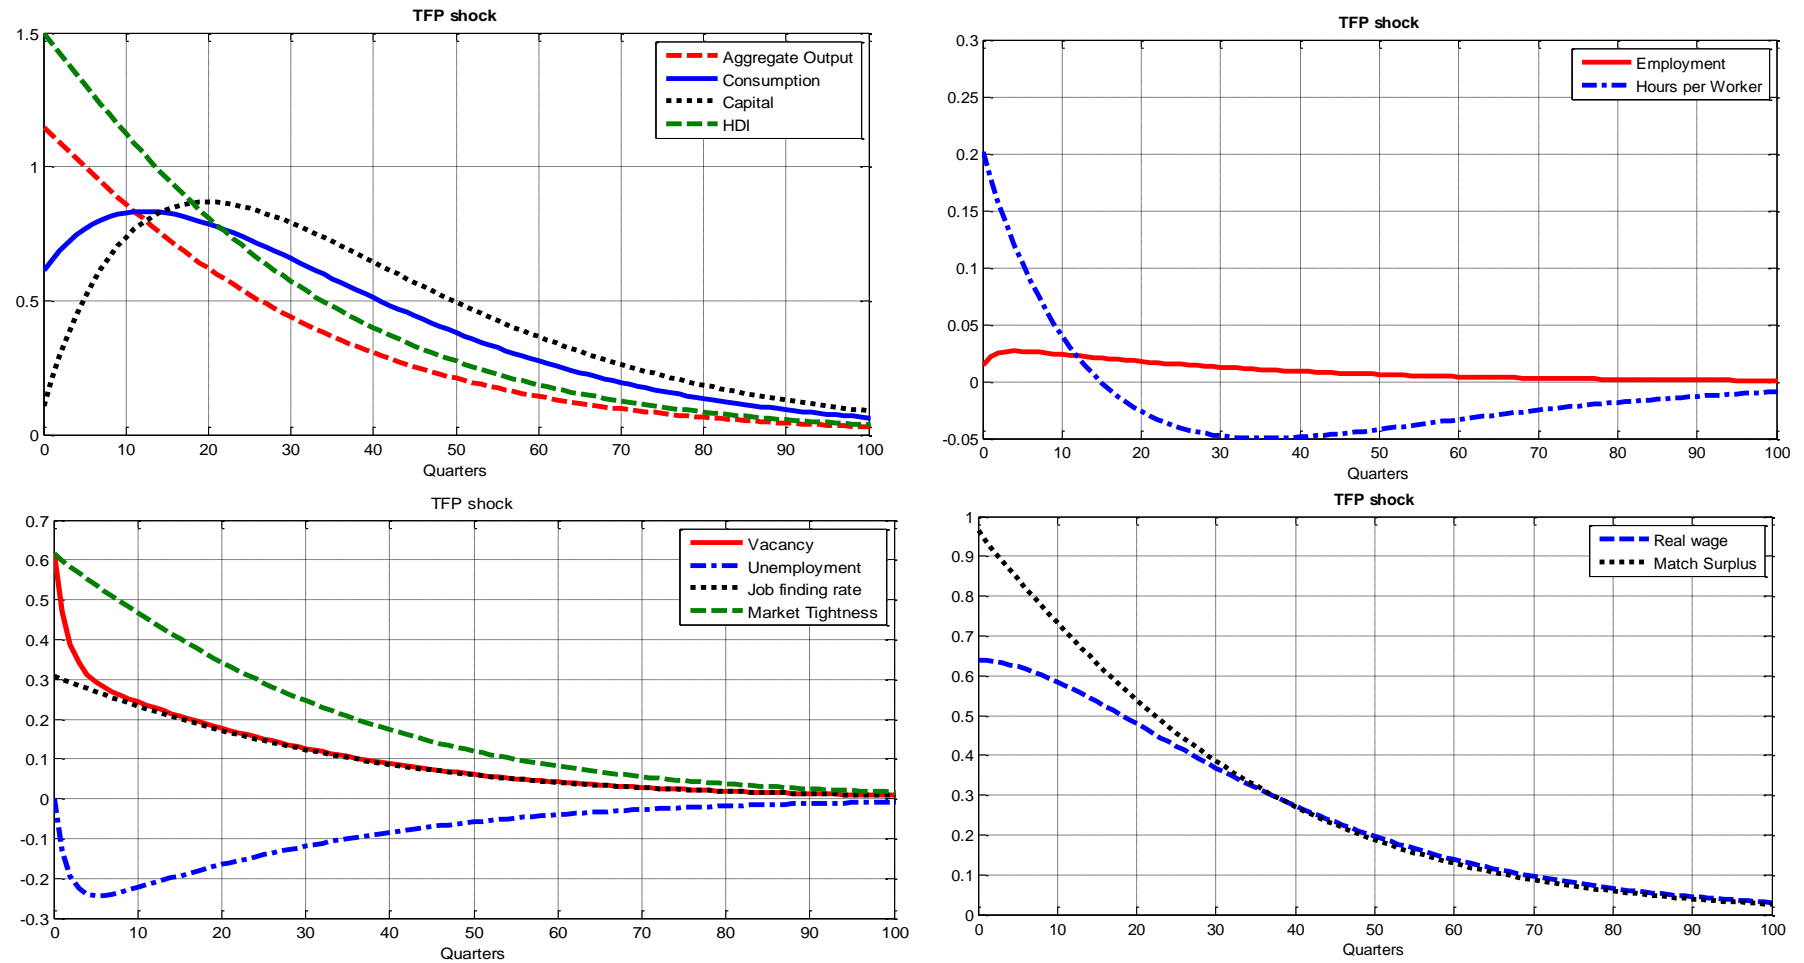 TFP shock
1.5
1
0.5
0
Aggregate Output
Consumption
Capital
HDI
0 10 20 30 40 50 60 70 80 90 100
Quarters
TFP shock
0.3
0.25
0.2
0.15
0.1
0.05
0
-0.05
Employment
Hours per Worker
0 10 20 30 40 50 60 70 80 90 100
Quarters
TFP shock
0.7
0.6
0.5
0.4
0.3
0.2
0.1
0
-0.1
-0.2
-0.3
Vacancy
Unemployment
Job finding rate
Market Tightness
0 10 20 30 40 50 60 70 80 90 100
Quarters
TFP shock
1
0.9
0.8
0.7
0.6
0.5
0.4
0.3
0.2
0.1
0
Real wage
Match Surplus
0 10 20 30 40 50 60 70 80 90 100
Quarters